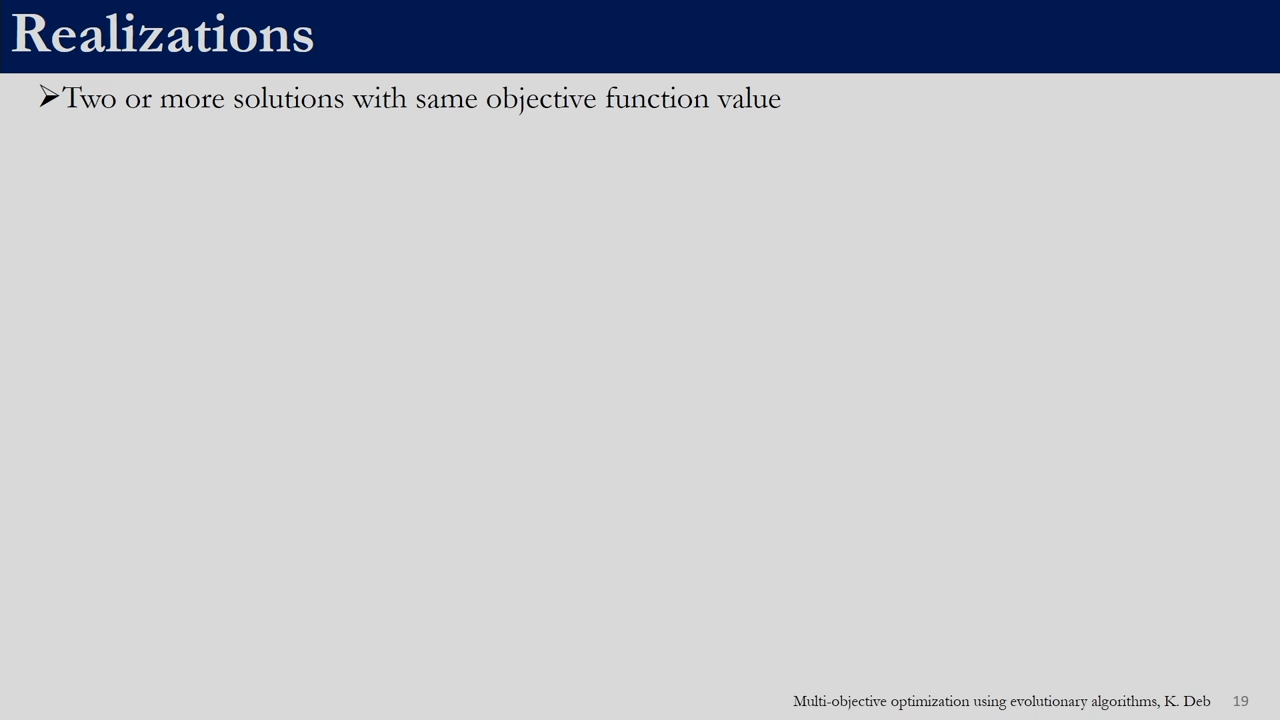 Realizations
➢Two or more solutions with same objective function value
Multi-objective optimization using evolutionary algorithms, K. Deb 19